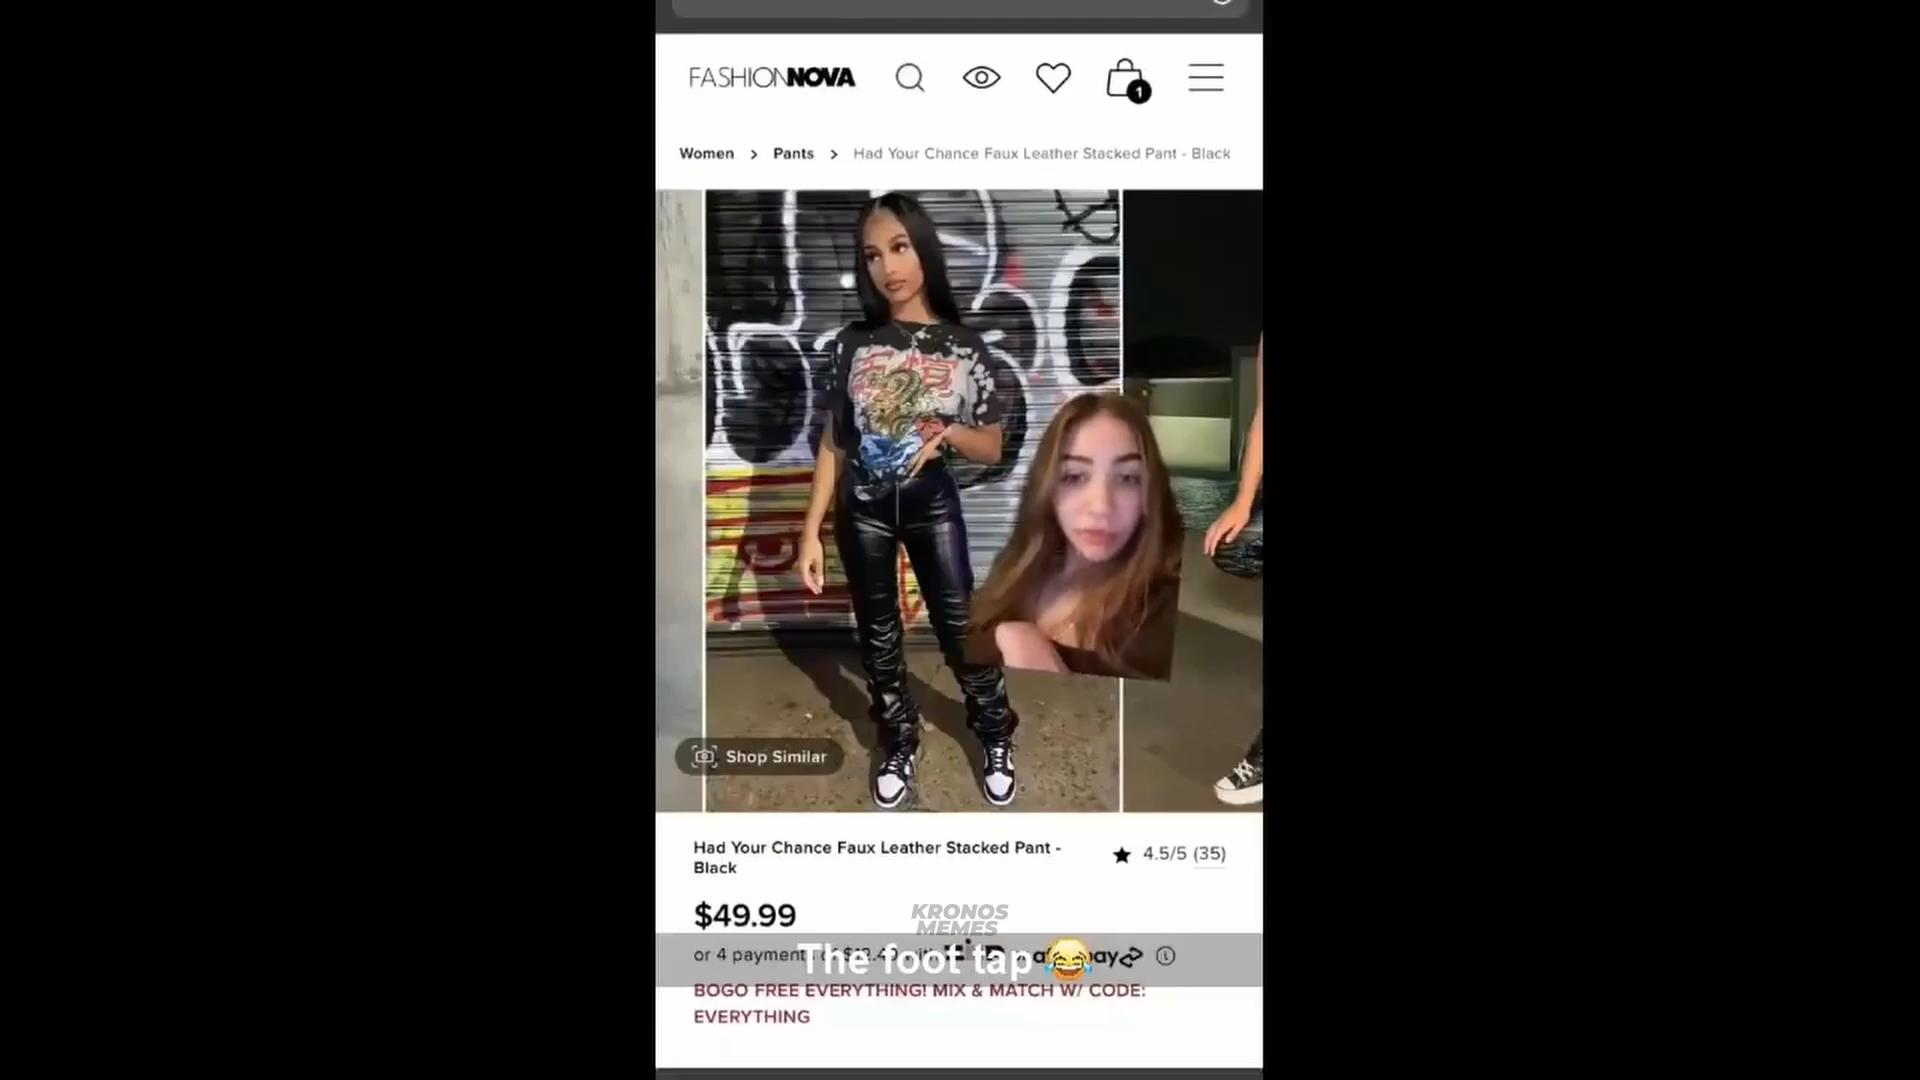 FASHIONNOVA
1
Women > Pants > Had Your Chance Faux Leather Stacked Pant - Black
Shop Similar
Had Your Chance Faux Leather Stacked Pant -
Black
4.5/5 (35)
$49.99
KRONOS
MEMES
or 4 payments
The foot tap 😂
BOGO FREE EVERYTHING! MIX & MATCH W/ CODE:
EVERYTHING